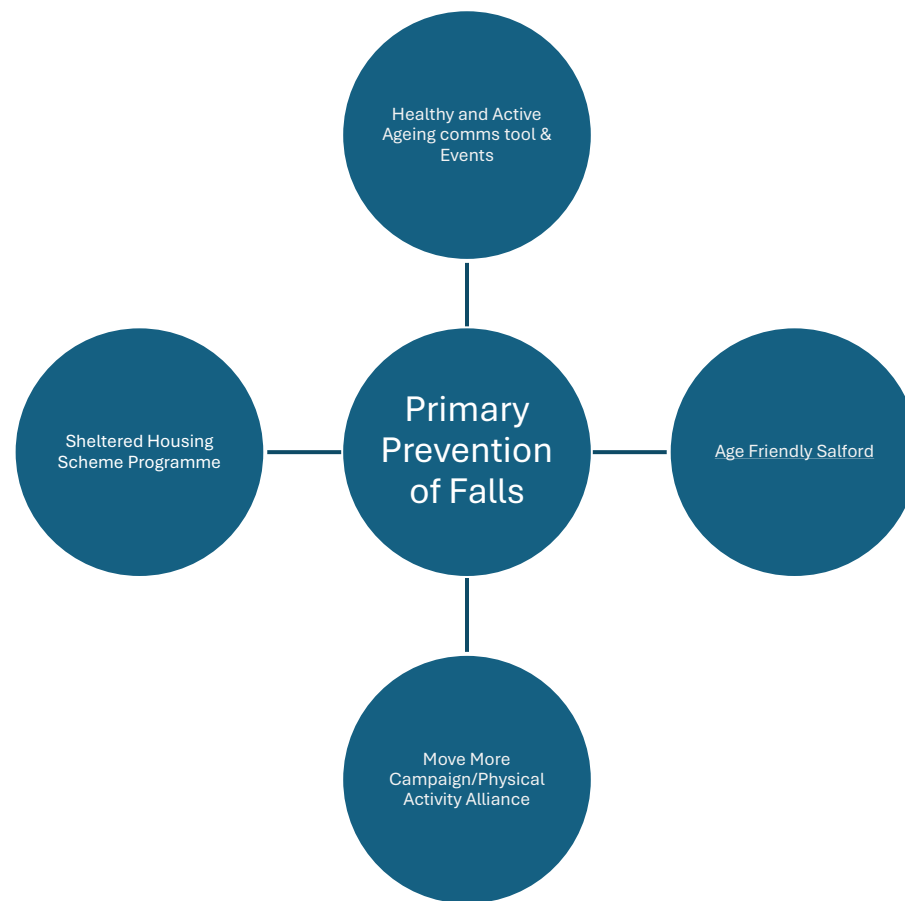 Healthy and Active
Ageing comms tool &
Events
Sheltered Housing
Scheme Programme
Primary
Prevention
of Falls
Age Friendly Salford
Move More
Campaign/Physical
Activity Alliance